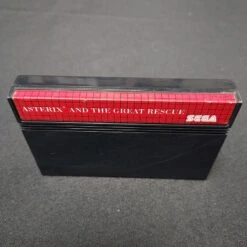 ASTERIX AND THE GREAT RESCUE
SEGA